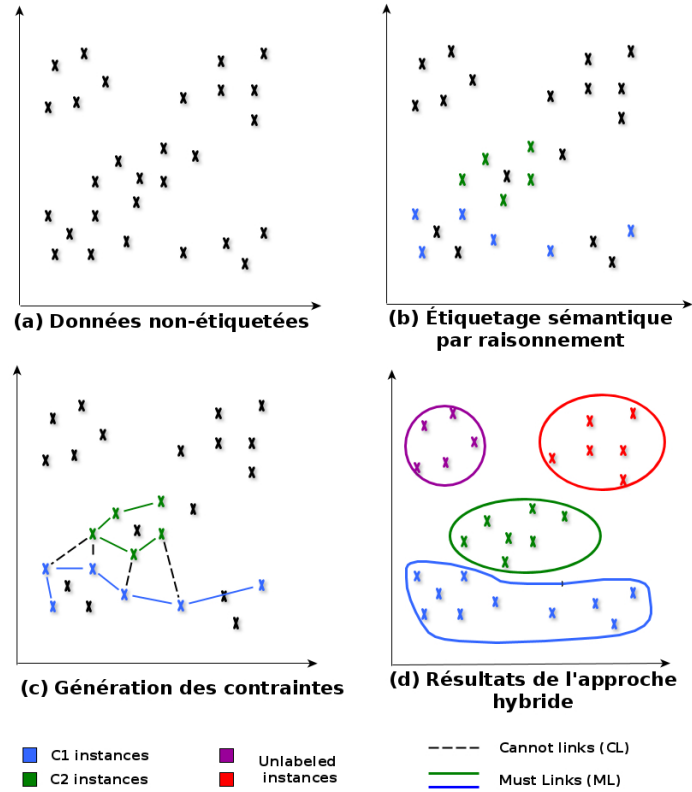 (a) Données non-étiquetées
(b) Étiquetage sémantique
par raisonnement
(c) Génération des contraintes
(d) Résultats de l'approche
hybride
C1 instances
C2 instances
Unlabeled
instances
Cannot links (CL)
Must Links (ML)